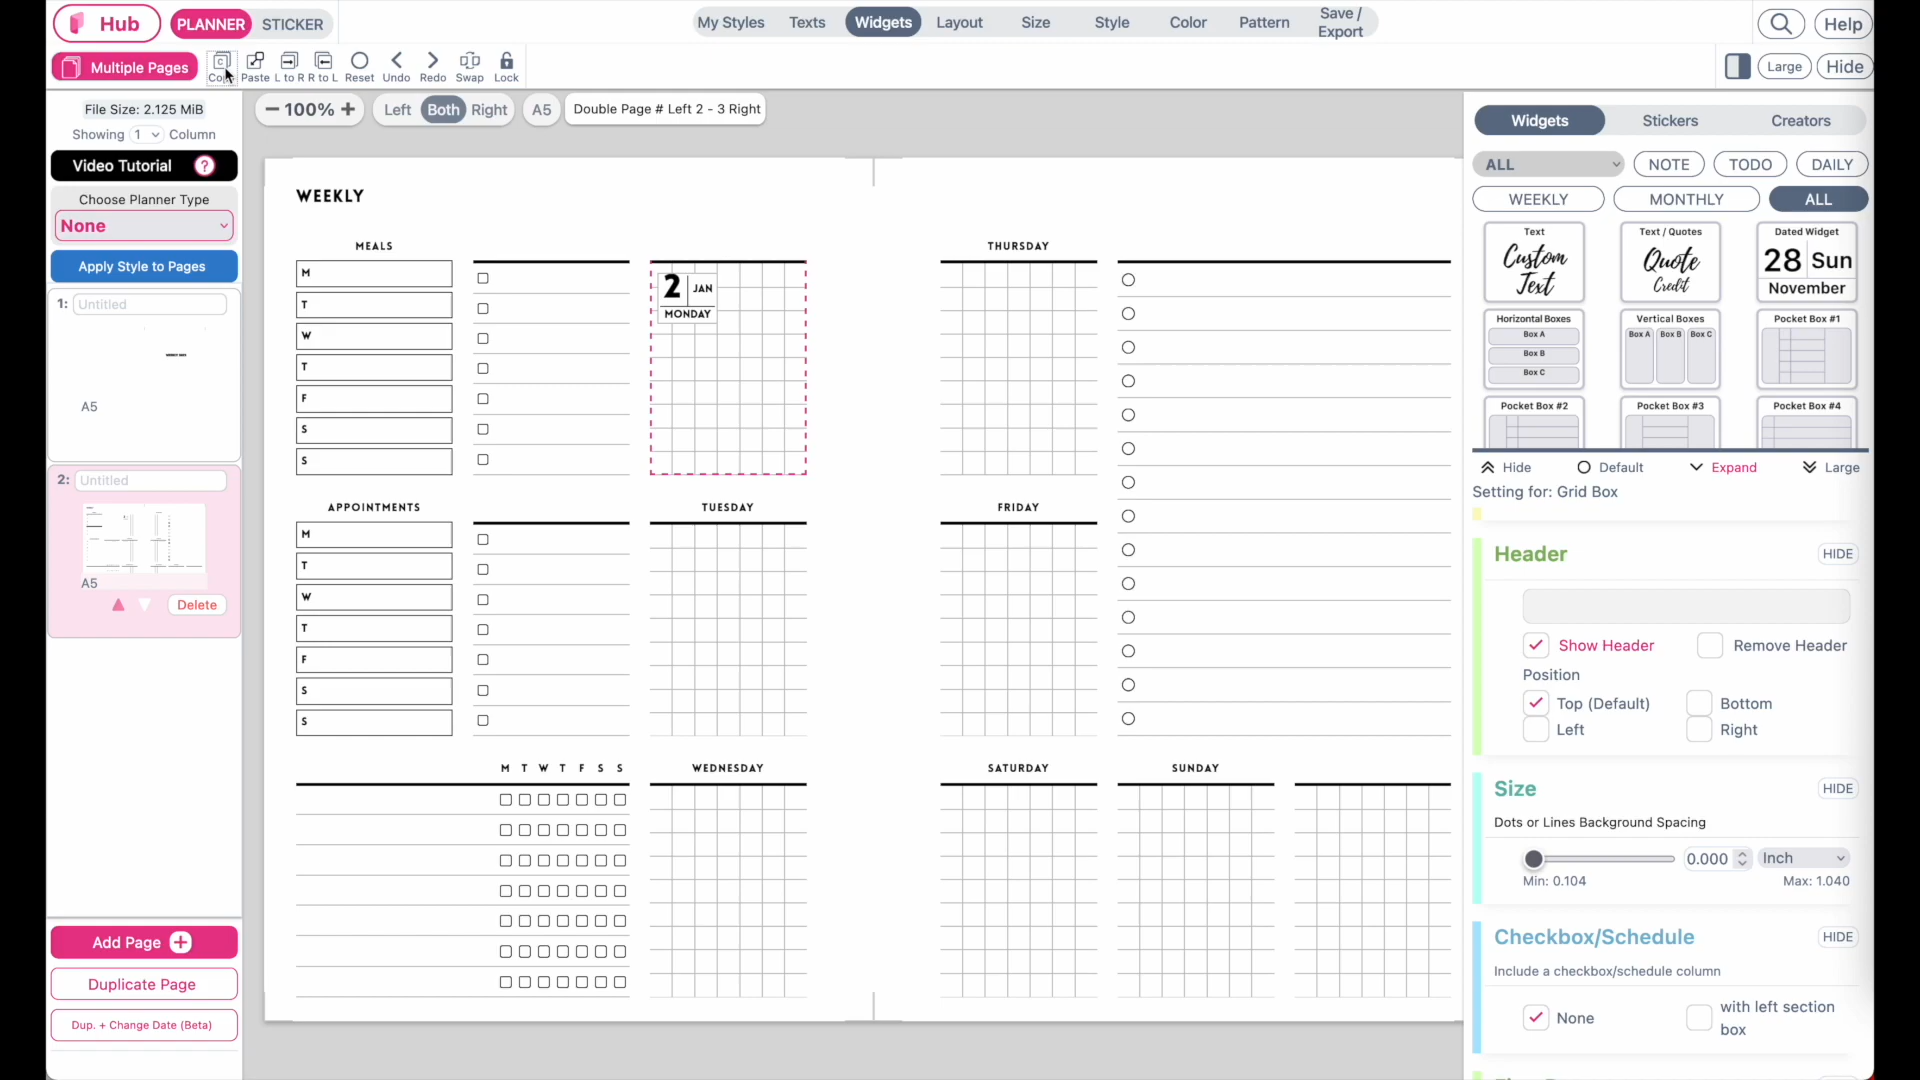 Hub
PLANNER
STICKER
My Styles
Texts
Widgets
Layout
Size
Style
Color
Pattern
Save /
Export
Help
Multiple Pages
Paste
L to R
R to L
Reset
Undo
Redo
Swap
Lock
Large
Hide
File Size: 2.125 MiB
Showing 1 Column
Video Tutorial ?
Choose Planner Type
None
Apply Style to Pages
1: Untitled
A5
2: Untitled
A5
Delete
Add Page +
Duplicate Page
Dup. + Change Date (Beta)
− 100% +
Left
Both
Right
A5
Double Page # Left 2 - 3 Right
WEEKLY
MEALS
M
T
W
T
F
S
S
2 JAN
MONDAY
APPOINTMENTS
M
T
W
T
F
S
S
TUESDAY
M T W T F S S
WEDNESDAY
THURSDAY
FRIDAY
SATURDAY
SUNDAY
Widgets
Stickers
Creators
ALL
NOTE
TODO
DAILY
WEEKLY
MONTHLY
ALL
Text
Custom
Text
Text / Quotes
Quote
Credit
Dated Widget
28 Sun
November
Horizontal Boxes
Box A
Box B
Box C
Vertical Boxes
Box A Box B Box C
Pocket Box #1
Pocket Box #2
Pocket Box #3
Pocket Box #4
Hide
Default
Expand
Large
Setting for: Grid Box
Header
HIDE
Show Header
Remove Header
Position
Top (Default)
Bottom
Left
Right
Size
HIDE
Dots or Lines Background Spacing
0.000
Inch
Min: 0.104
Max: 1.040
Checkbox/Schedule
HIDE
Include a checkbox/schedule column
None
with left section
box